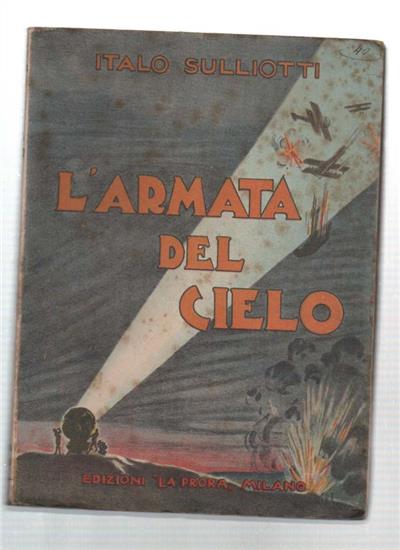 ITALO SULLIOTTI
L'ARMATA
DEL
CIELO
EDIZIONI "LA PRORA" MILANO